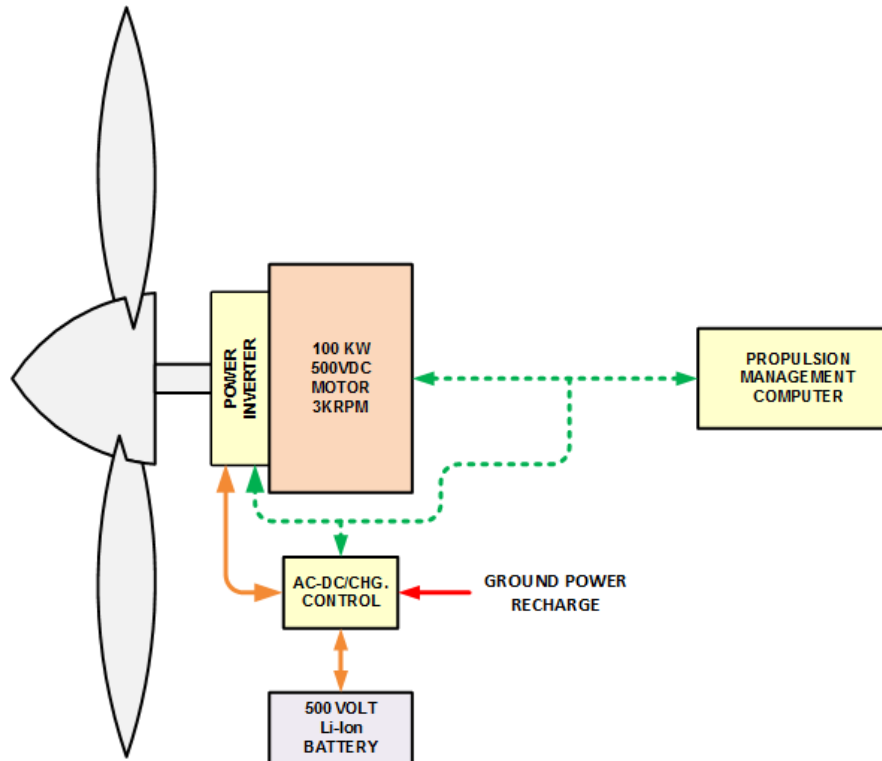 POWER
INVERTER
100 KW
500VDC
MOTOR
3KRPM
PROPULSION
MANAGEMENT
COMPUTER
AC-DC/CHG.
CONTROL
GROUND POWER
RECHARGE
500 VOLT
Li-Ion
BATTERY